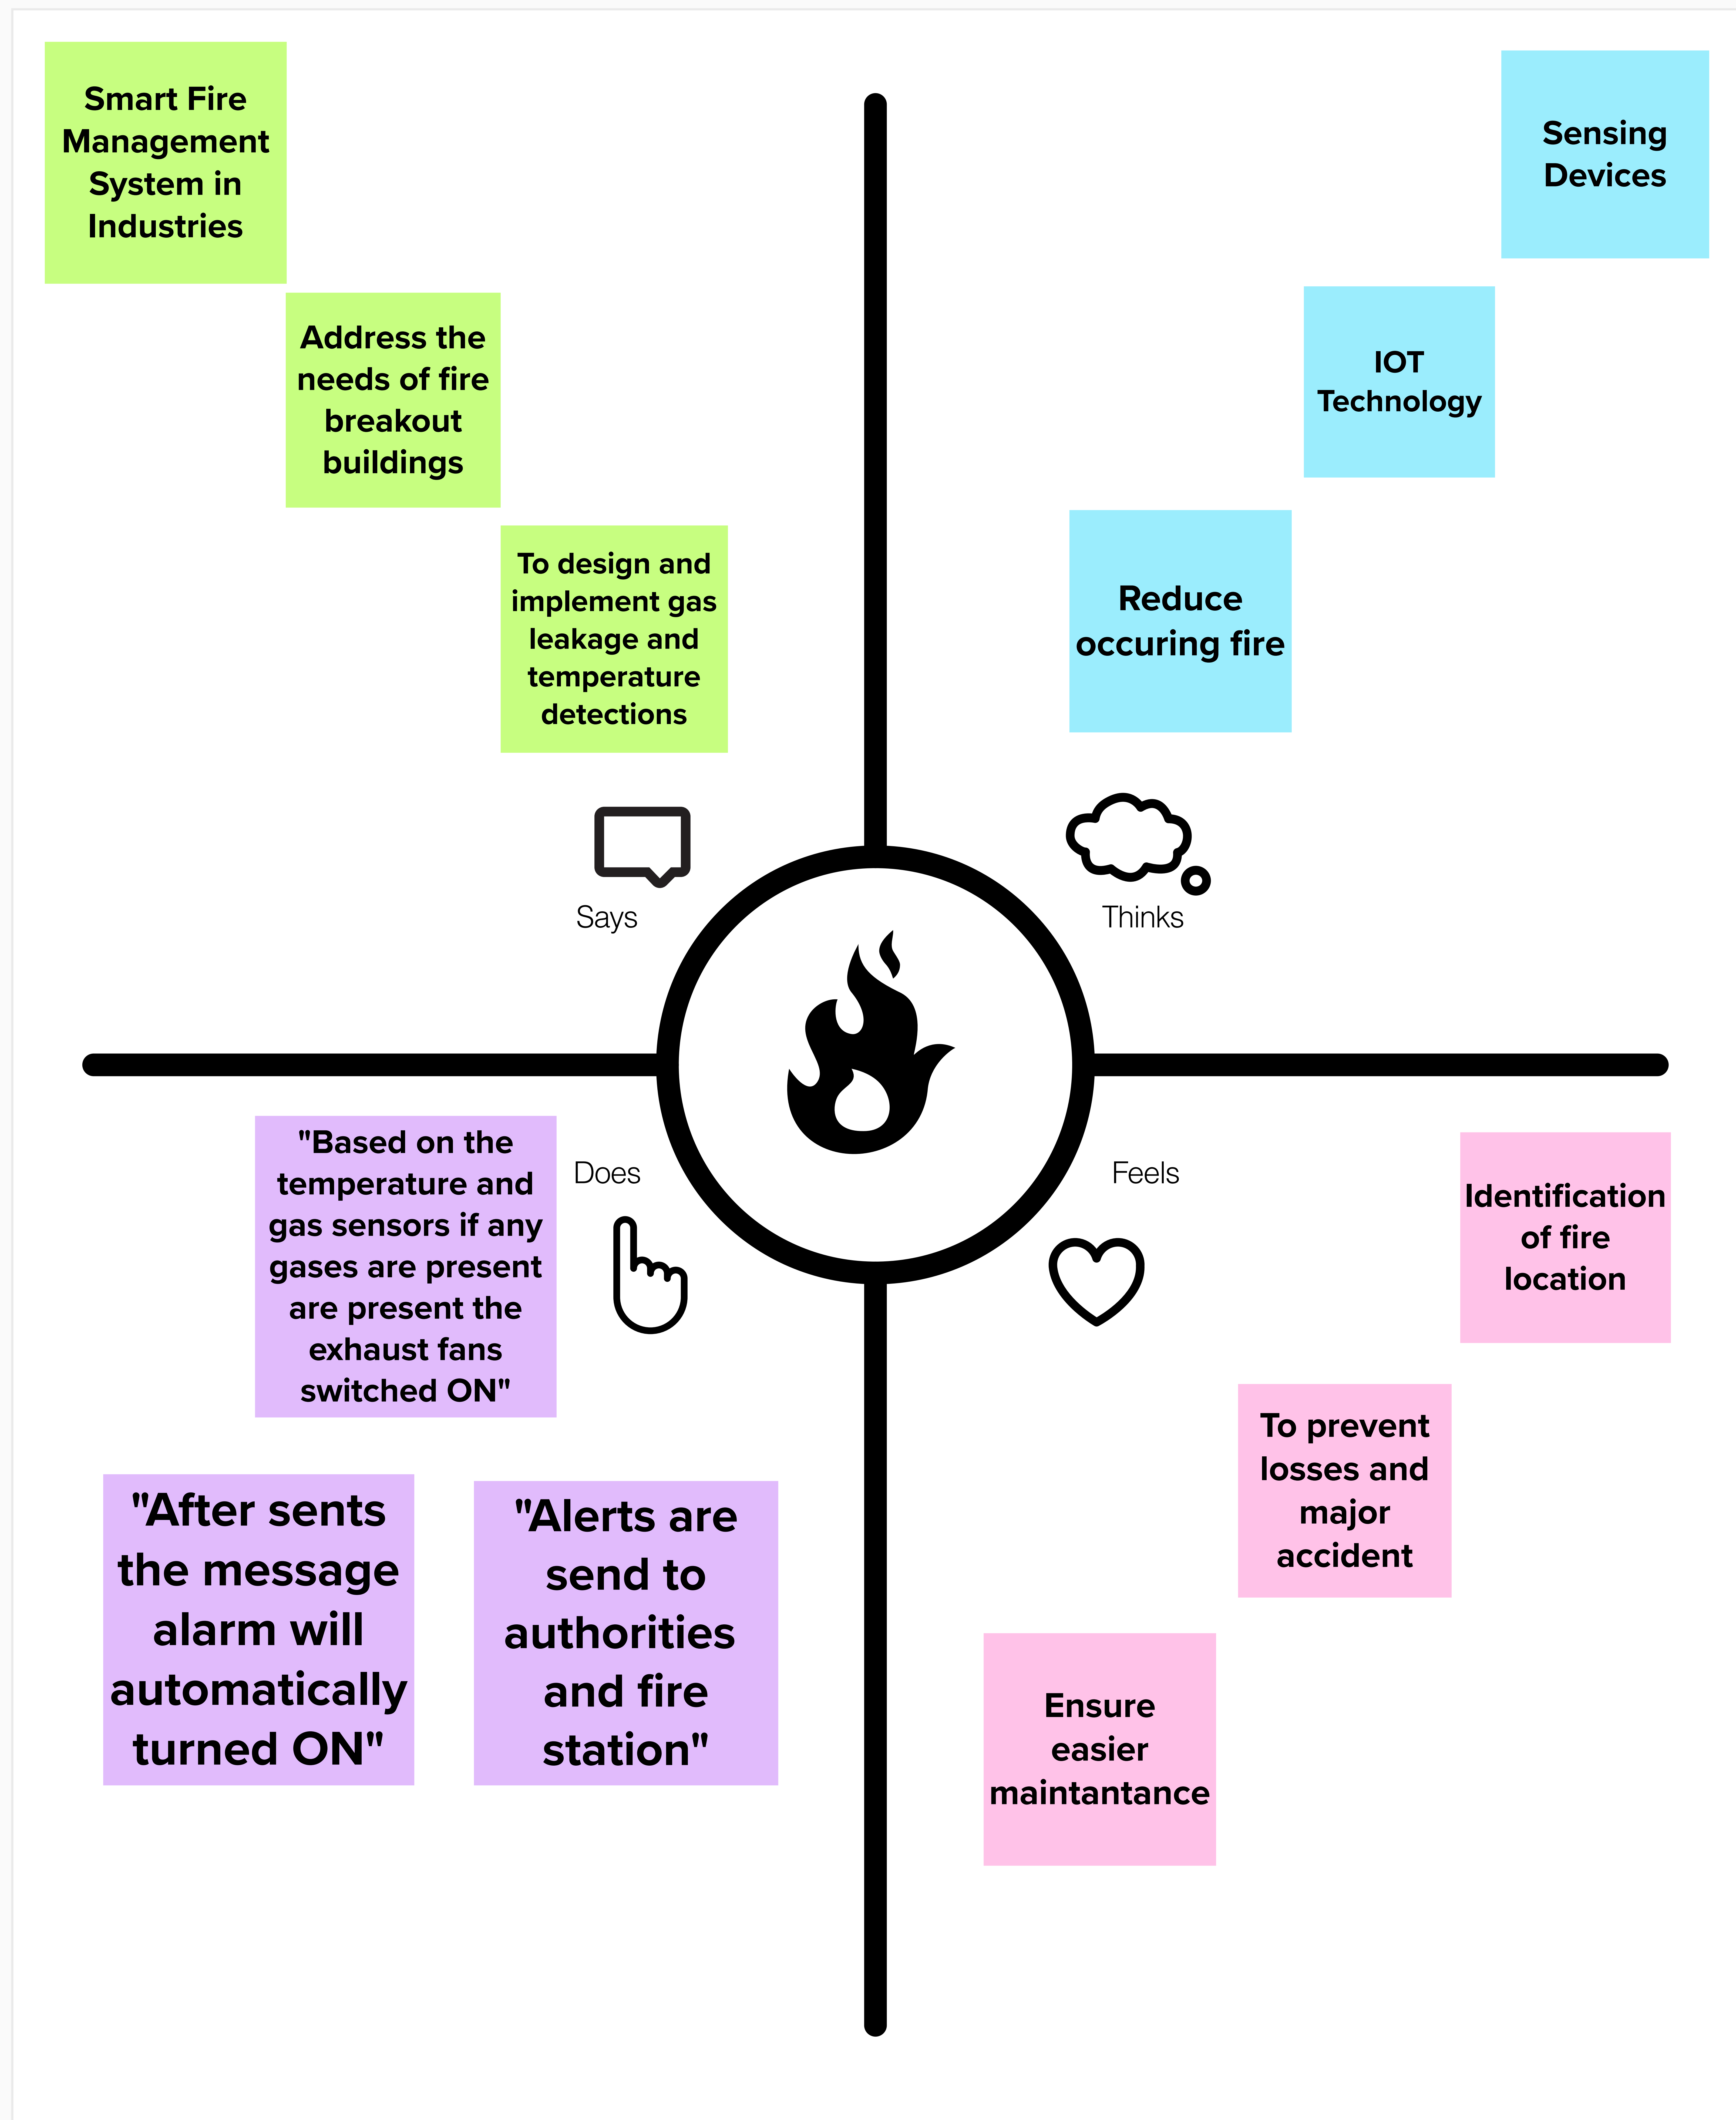 Smart Fire
Management
System in
Industries
Address the
needs of fire
breakout
buildings
To design and
implement gas
leakage and
temperature
detections
Says
Sensing
Devices
IOT
Technology
Reduce
occuring fire
Thinks
Does
"Based on the
temperature and
gas sensors if any
gases are present
are present the
exhaust fans
switched ON"
"After sents
the message
alarm will
automatically
turned ON"
"Alerts are
send to
authorities
and fire
station"
Feels
Identification
of fire
location
To prevent
losses and
major
accident
Ensure
easier
maintantance